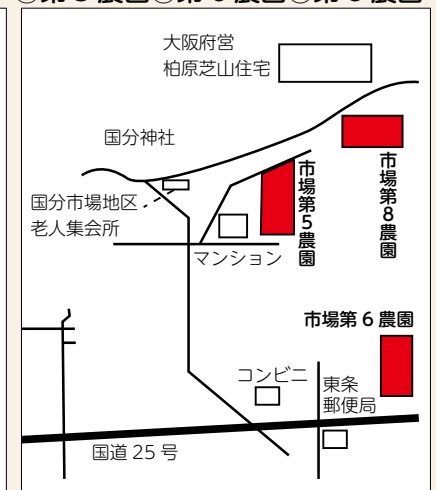 大阪府営
柏原芝山住宅
国分神社
国分市場地区
老人集会所
マンション
市場第5農園
市場第8農園
市場第6農園
コンビニ
東条
郵便局
国道25号